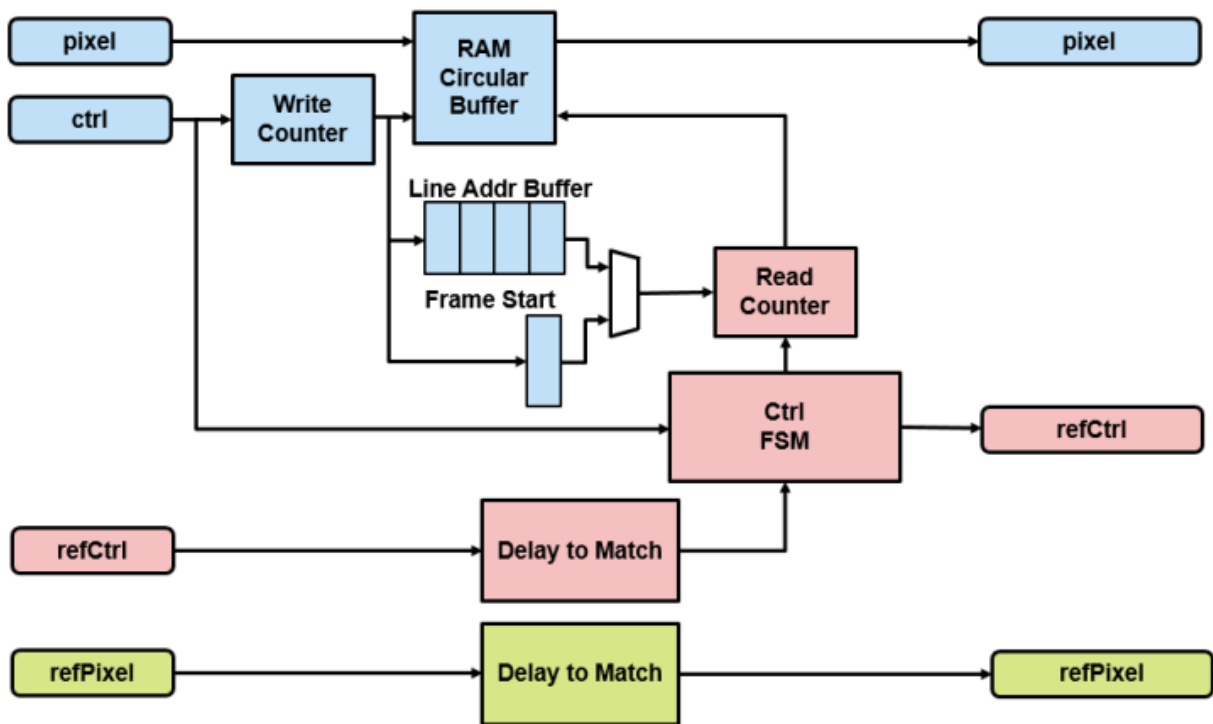 pixel
RAM
Circular
Buffer
pixel
ctrl
Write
Counter
Line Addr Buffer
Frame Start
Read
Counter
Ctrl
FSM
refCtrl
refCtrl
Delay to Match
refPixel
Delay to Match
refPixel